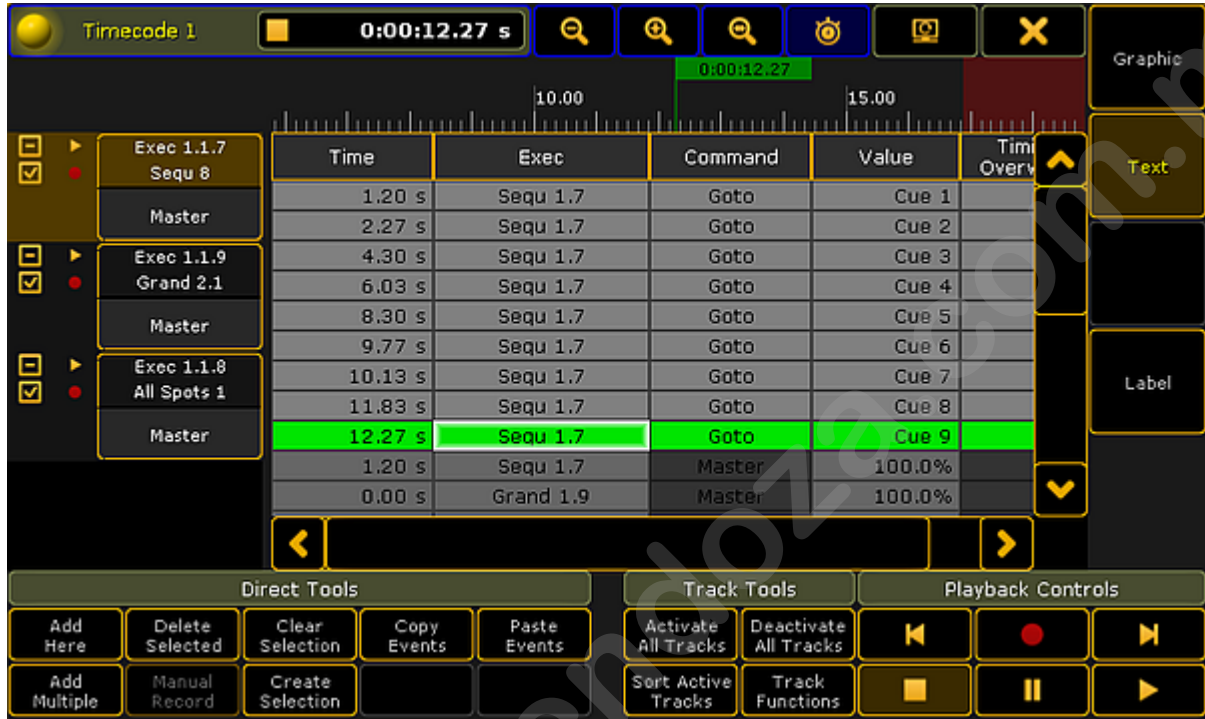 Timecode 1
0:00:12.27 s
Graphic
0:00:12.27
10.00 15.00
Exec 1.1.7
Sequ 8
Master
Exec 1.1.9
Grand 2.1
Master
Exec 1.1.8
All Spots 1
Master
Time Exec Command Value
1.20 s Sequ 1.7 Goto Cue 1
2.27 s Sequ 1.7 Goto Cue 2
4.30 s Sequ 1.7 Goto Cue 3
6.03 s Sequ 1.7 Goto Cue 4
8.30 s Sequ 1.7 Goto Cue 5
9.77 s Sequ 1.7 Goto Cue 6
10.13 s Sequ 1.7 Goto Cue 7
11.83 s Sequ 1.7 Goto Cue 8
12.27 s Sequ 1.7 Goto Cue 9
1.20 s Sequ 1.7 Master 100.0%
0.00 s Grand 1.9 Master 100.0%
Text
Label
Direct Tools
Add
Here
Delete
Selected
Clear
Selection
Copy
Events
Paste
Events
Add
Multiple
Manual
Record
Create
Selection
Track Tools
Activate
All Tracks
Deactivate
All Tracks
Sort Active
Tracks
Track
Functions
Playback Controls